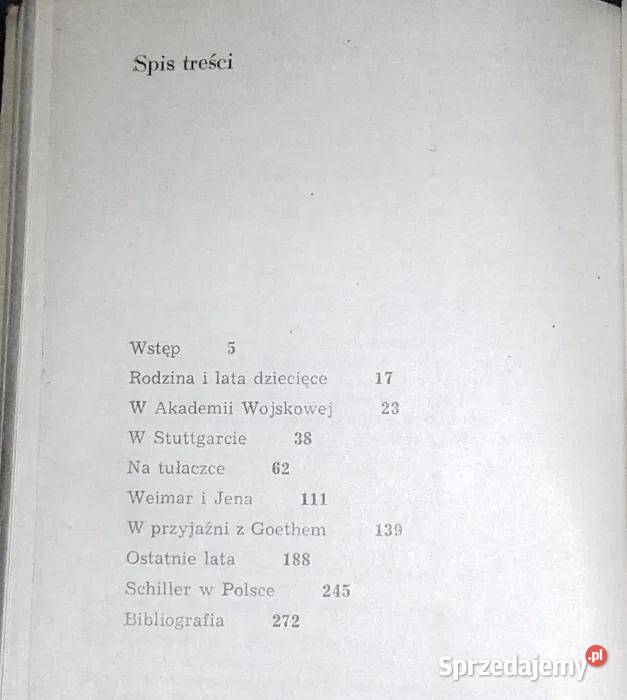 Spis treści
Wstęp 5
Rodzina i lata dziecięce 17
W Akademii Wojskowej 23
W Stuttgarcie 38
Na tułaczce 62
Weimar i Jena 111
W przyjaźni z Goethem 139
Ostatnie lata 188
Schiller w Polsce 245
Bibliografia 272
Sprzedajemy.pl